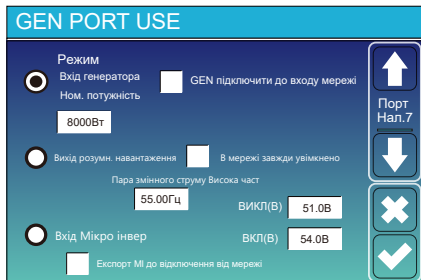 GEN PORT USE
Режим
Вхід генератора
GEN підключити до входу мережі
Ном. потужність
8000Вт
Порт
Нал.7
Вихід розумн. навантаження
В мережі завжди увімкнено
Пара змінного струму Висока част
55.00Гц
ВИКЛ(В)
51.0В
Вхід Мікро інвер
ВКЛ(В)
54.0В
Експорт МІ до відключення від мережі